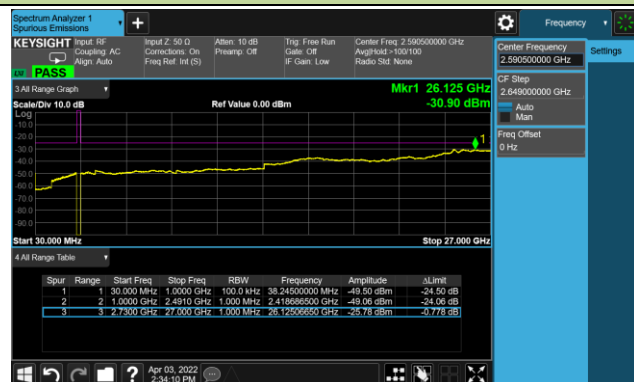 Spectrum Analyzer 1
Spurious Emissions
Frequency
KEYSIGHT
Input: RF
Coupling: AC
Align: Auto
Input Z: 50 Ω
Corrections: On
Freq Ref: Int (S)
Atten: 10 dB
Preamp: Off
Trig: Free Run
Gate: Off
IF Gain: Low
Center Freq: 2.590500000 GHz
Avg|Hold:>100/100
Radio Std: None
PASS
Center Frequency
2.590500000 GHz
Settings
CF Step
2.649000000 GHz
Auto
Man
Freq Offset
0 Hz
3 All Range Graph
Mkr1 26.125 GHz
Scale/Div 10.0 dB
Ref Value 0.00 dBm
-30.90 dBm
Log
-10.0
-20.0
-30.0
-40.0
-50.0
-60.0
-70.0
-80.0
-90.0
1
Start 30.000 MHz
Stop 27.000 GHz
4 All Range Table
Spur Range Start Freq Stop Freq RBW Frequency Amplitude ΔLimit
1 1 30.000 MHz 1.0000 GHz 100.0 kHz 38.24500000 MHz -49.50 dBm -24.50 dB
2 2 1.0000 GHz 2.4910 GHz 1.000 MHz 2.418686500 GHz -49.06 dBm -24.06 dB
3 3 2.7300 GHz 27.000 GHz 1.000 MHz 26.12506650 GHz -25.78 dBm -0.778 dB
?
Apr 03, 2022
2:34:10 PM